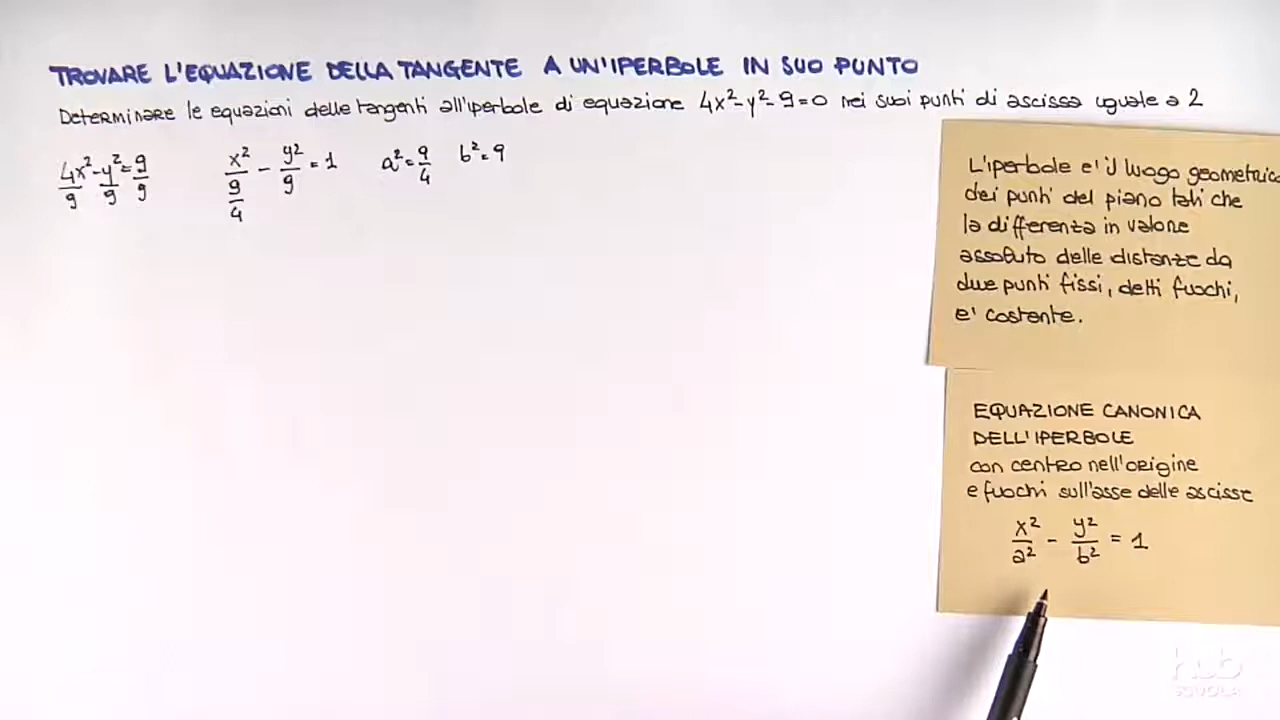 TROVARE L'EQUAZIONE DELLA TANGENTE A UN'IPERBOLE IN SUO PUNTO
Determinare le equazioni delle tangenti all'iperbole di equazione 4x²-y²-9=0 nei suoi punti di ascissa uguale a 2
4x²/9 - y²/9 = 9/9    x²/(9/4) - y²/9 = 1    a² = 9/4    b² = 9
L'iperbole e' il luogo geometrico
dei punti del piano tali che
la differenza in valore
assoluto delle distanze da
due punti fissi, detti fuochi,
e' costante.
EQUAZIONE CANONICA
DELL'IPERBOLE
con centro nell'origine
e fuochi sull'asse delle ascisse
x²/a² - y²/b² = 1
hub
SCUOLA